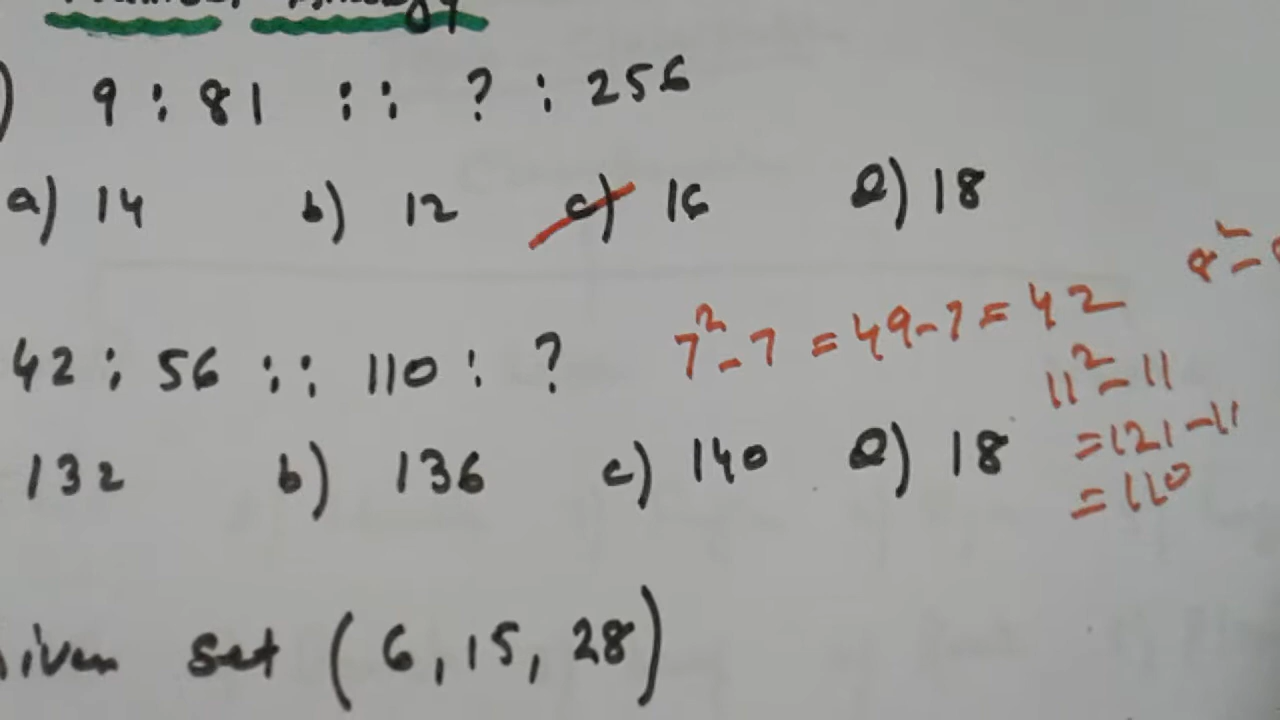 ) 9 : 81 :: ? : 256
a) 14 b) 12 c) 16 d) 18
42 : 56 :: 110 : ? 7² - 7 = 49 - 7 = 42
11² - 11
= 121 - 11
= 110
132 b) 136 c) 140 d) 18
iven set (6, 15, 28)